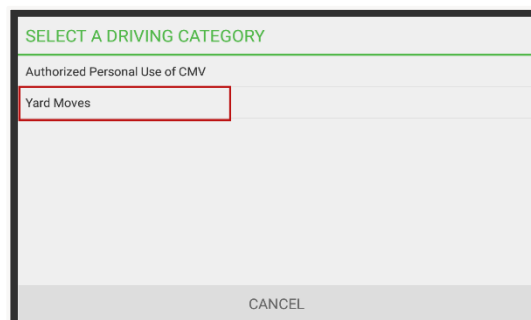 SELECT A DRIVING CATEGORY
Authorized Personal Use of CMV
Yard Moves
CANCEL